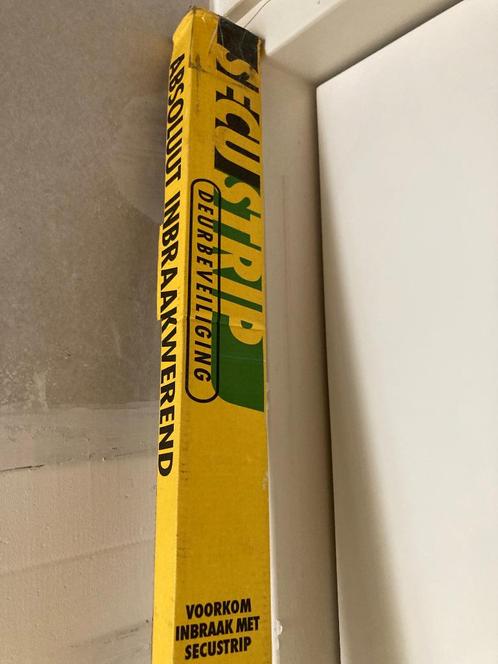 ABSOLUUT INBRAAKWEREND
SECUSTRIP
DEURBEVEILIGING
VOORKOM
INBRAAK MET
SECUSTRIP